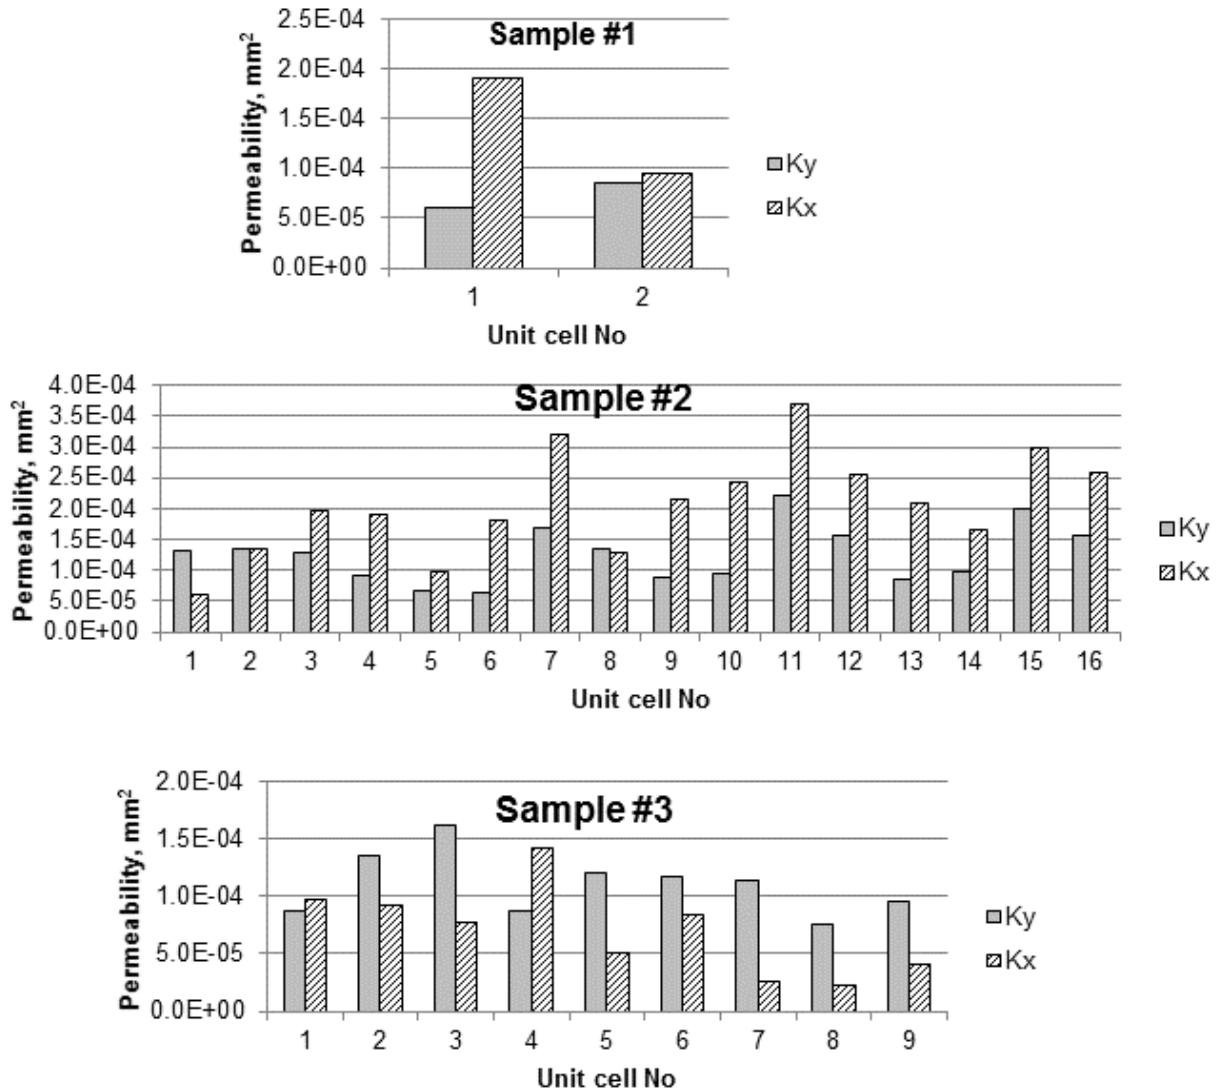 Sample #1
Permeability, mm²
2.5E-04
2.0E-04
1.5E-04
1.0E-04
5.0E-05
0.0E+00
1 2
Unit cell No
Ky
Kx
Sample #2
Permeability, mm²
4.0E-04
3.5E-04
3.0E-04
2.5E-04
2.0E-04
1.5E-04
1.0E-04
5.0E-05
0.0E+00
1 2 3 4 5 6 7 8 9 10 11 12 13 14 15 16
Unit cell No
Ky
Kx
Sample #3
Permeability, mm²
2.0E-04
1.5E-04
1.0E-04
5.0E-05
0.0E+00
1 2 3 4 5 6 7 8 9
Unit cell No
Ky
Kx